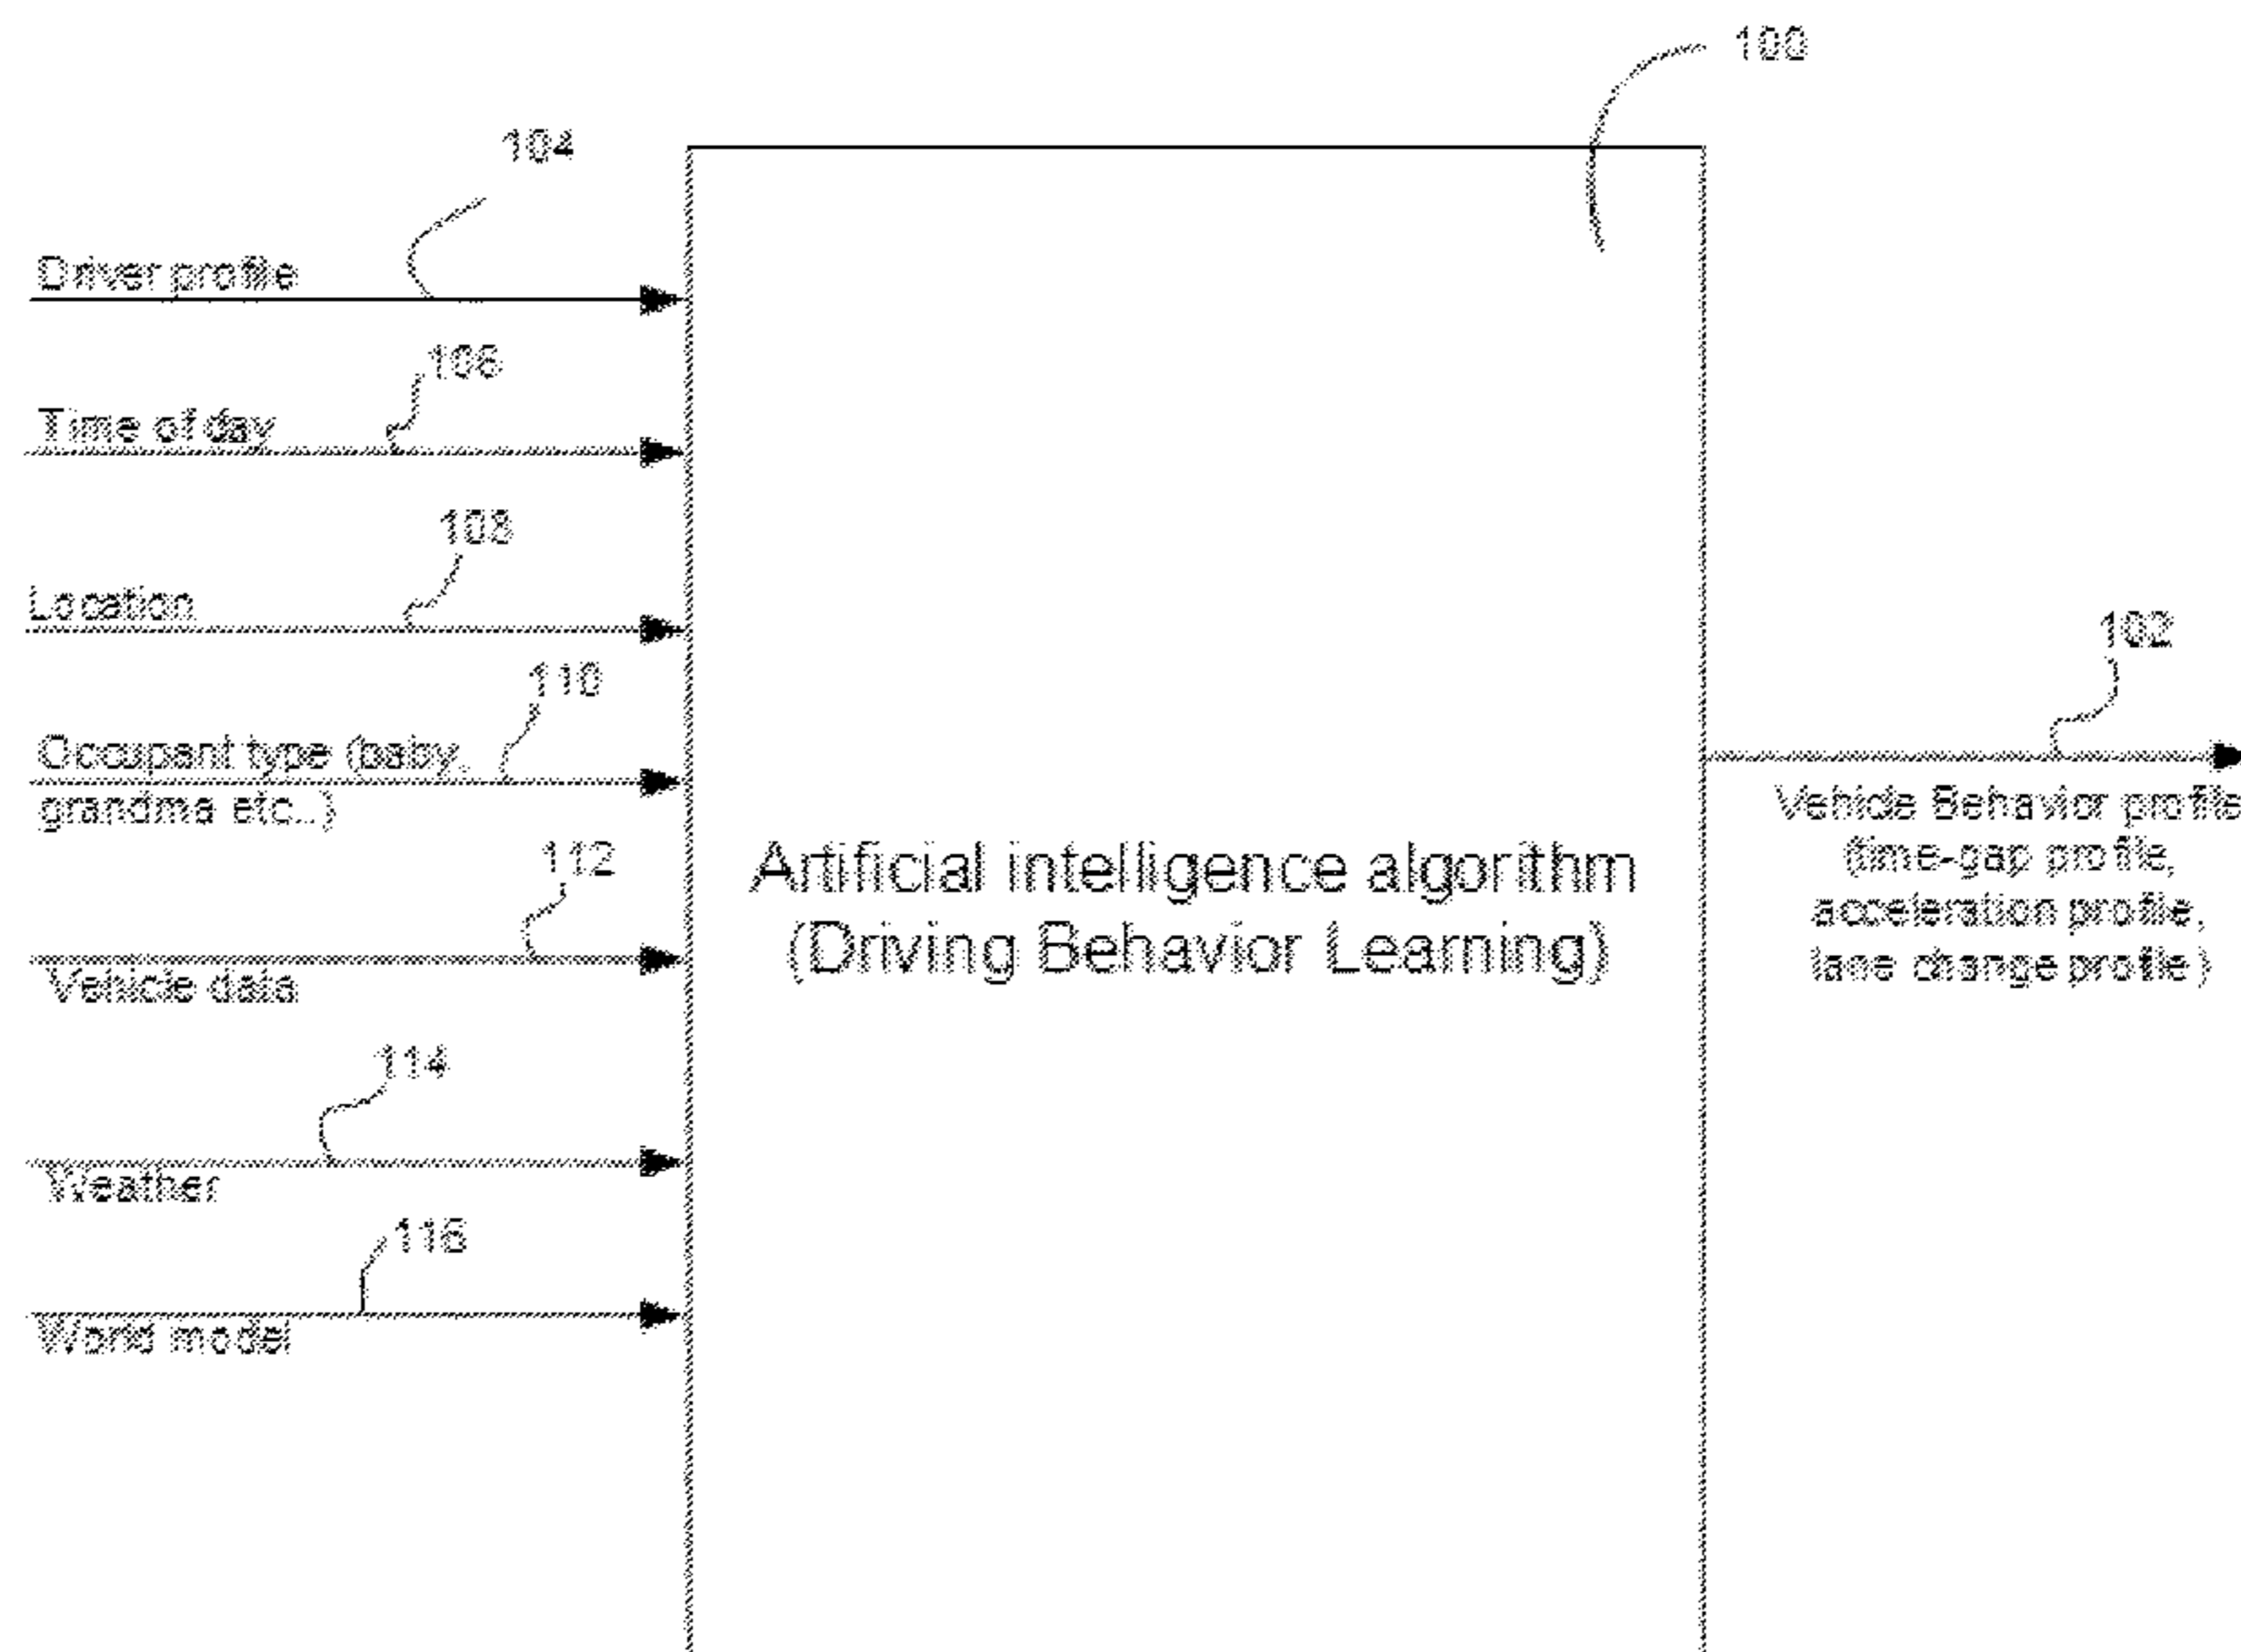 100
104
Driver profile
106
Time of day
108
Location
110
Occupant type (baby,
grandma etc..)
112
Vehicle data
114
Weather
116
World model
Artificial intelligence algorithm
(Driving Behavior Learning)
102
Vehicle Behavior profile
(time-gap profile,
acceleration profile,
lane change profile)